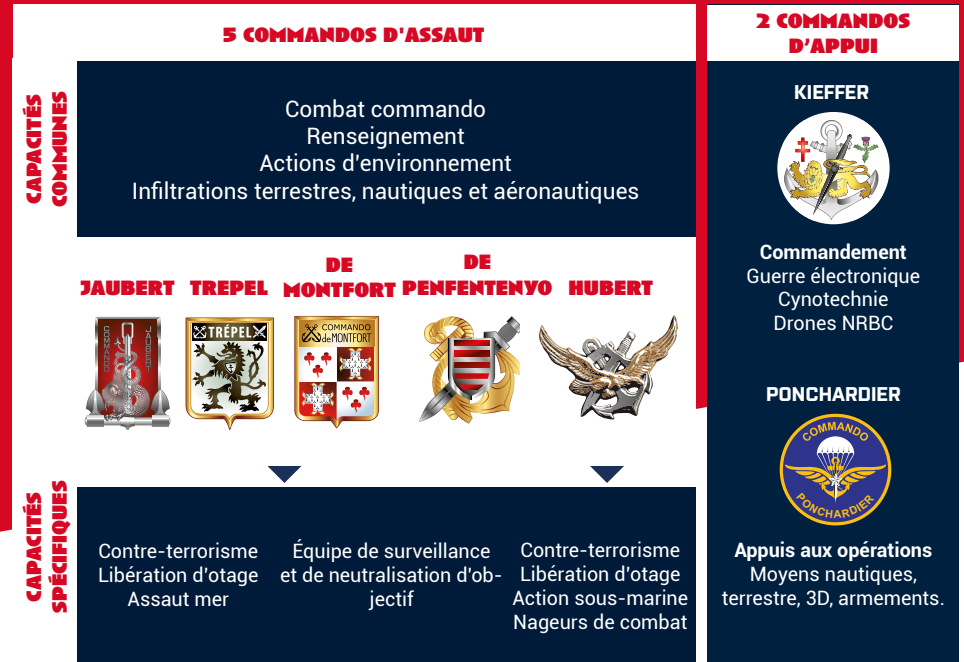 5 COMMANDOS D'ASSAUT
CAPACITÉS
COMMUNES
Combat commando
Renseignement
Actions d'environnement
Infiltrations terrestres, nautiques et aéronautiques
JAUBERT
TREPEL
DE
MONTFORT
DE
PENFENTENYO
HUBERT
COMMANDO
JAUBERT
TRÉPEL
COMMANDO
deMONTFORT
CAPACITÉS
SPÉCIFIQUES
Contre-terrorisme
Libération d'otage
Assaut mer
Équipe de surveillance
et de neutralisation d'ob-
jectif
Contre-terrorisme
Libération d'otage
Action sous-marine
Nageurs de combat
2 COMMANDOS
D'APPUI
KIEFFER
Commandement
Guerre électronique
Cynotechnie
Drones NRBC
PONCHARDIER
COMMANDO
PONCHARDIER
Appuis aux opérations
Moyens nautiques,
terrestre, 3D, armements.